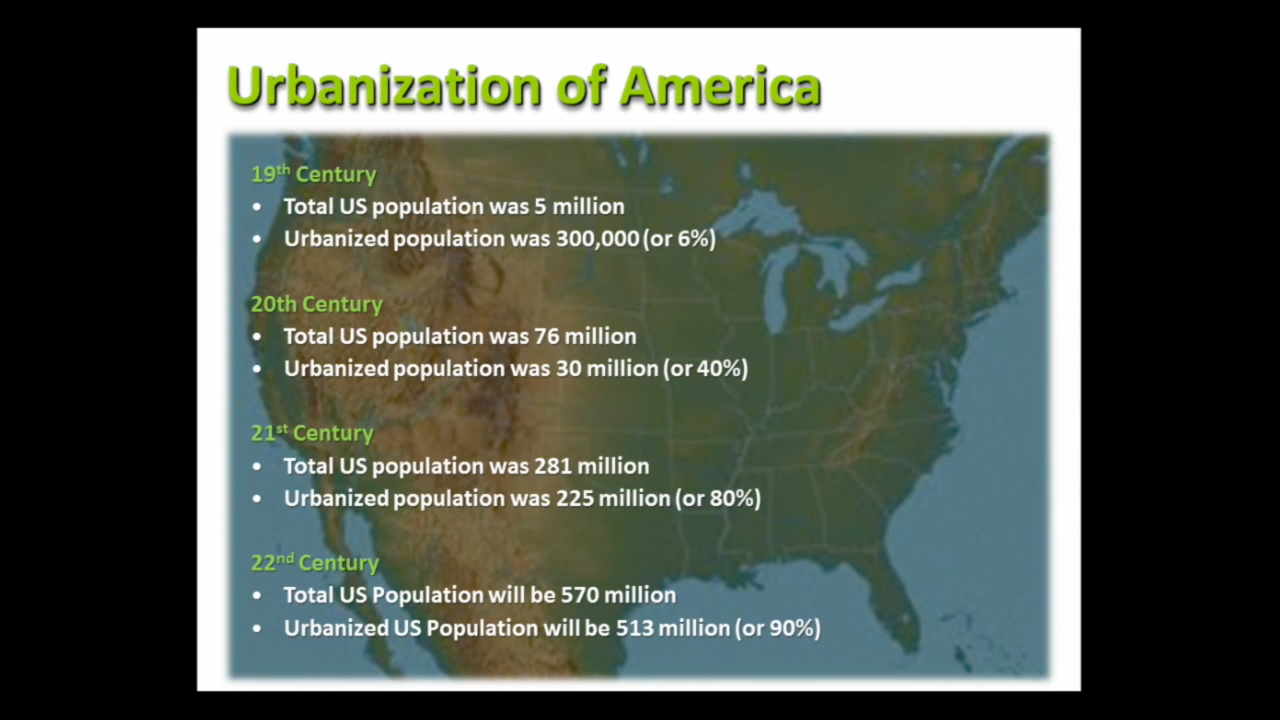 Urbanization of America
19th Century
• Total US population was 5 million
• Urbanized population was 300,000 (or 6%)
20th Century
• Total US population was 76 million
• Urbanized population was 30 million (or 40%)
21st Century
• Total US population was 281 million
• Urbanized population was 225 million (or 80%)
22nd Century
• Total US Population will be 570 million
• Urbanized US Population will be 513 million (or 90%)